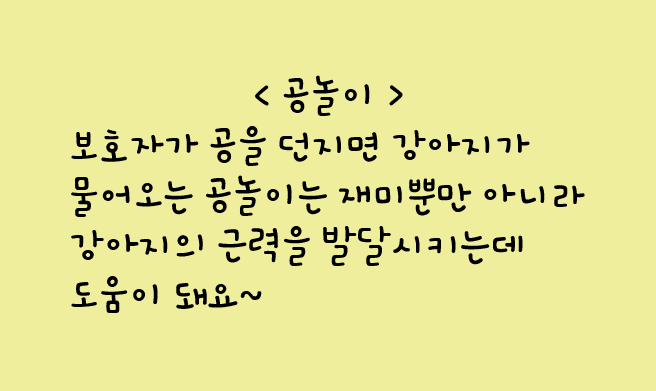 < 공놀이 >
보호자가 공을 던지면 강아지가
물어오는 공놀이는 재미뿐만 아니라
강아지의 근력을 발달시키는데
도움이 돼요~